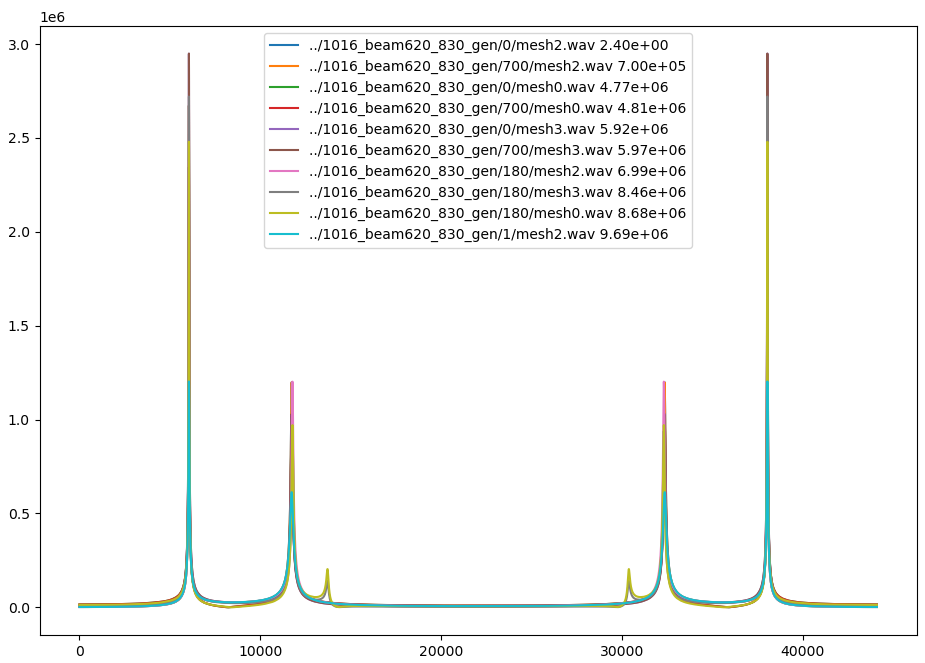 1e6
3.0
2.5
2.0
1.5
1.0
0.5
0.0
../1016_beam620_830_gen/0/mesh2.wav 2.40e+00
../1016_beam620_830_gen/700/mesh2.wav 7.00e+05
../1016_beam620_830_gen/0/mesh0.wav 4.77e+06
../1016_beam620_830_gen/700/mesh0.wav 4.81e+06
../1016_beam620_830_gen/0/mesh3.wav 5.92e+06
../1016_beam620_830_gen/700/mesh3.wav 5.97e+06
../1016_beam620_830_gen/180/mesh2.wav 6.99e+06
../1016_beam620_830_gen/180/mesh3.wav 8.46e+06
../1016_beam620_830_gen/180/mesh0.wav 8.68e+06
../1016_beam620_830_gen/1/mesh2.wav 9.69e+06
0 10000 20000 30000 40000